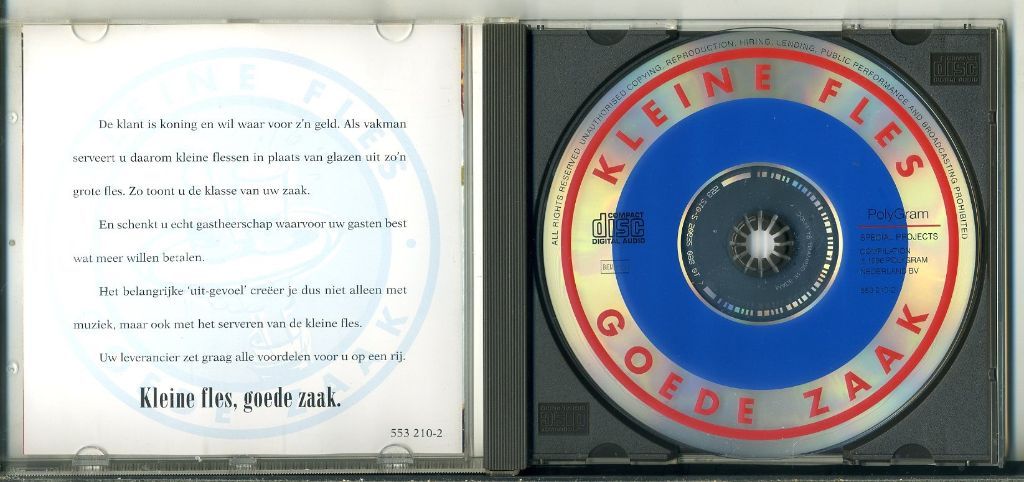 De klant is koning en wil waar voor z'n geld. Als vakman
serveert u daarom kleine flessen in plaats van glazen uit zo'n
grote fles. Zo toont u de klasse van uw zaak.
En schenkt u echt gastheerschap waarvoor uw gasten best
wat meer willen betalen.
Het belangrijke 'uit-gevoel' creëer je dus niet alleen met
muziek, maar ook met het serveren van de kleine fles.
Uw leverancier zet graag alle voordelen voor u op een rij.
Kleine fles, goede zaak.
553 210-2
ALL RIGHTS RESERVED. UNAUTHORISED COPYING, REPRODUCTION, HIRING, LENDING, PUBLIC PERFORMANCE AND BROADCASTING PROHIBITED
KLEINE FLES
GOEDE ZAAK
COMPACT
disc
DIGITAL AUDIO
PolyGram
SPECIAL PROJECTS
COMPILATION
1996 POLYGRAM
NEDERLAND BV
553 210-2